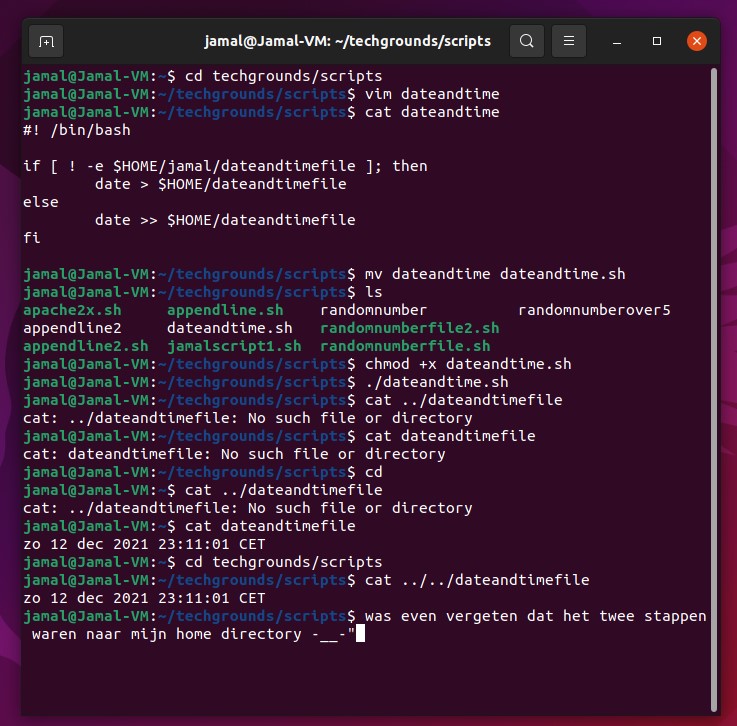 jamal@Jamal-VM: ~/techgrounds/scripts
jamal@Jamal-VM:~$ cd techgrounds/scripts
jamal@Jamal-VM:~/techgrounds/scripts$ vim dateandtime
jamal@Jamal-VM:~/techgrounds/scripts$ cat dateandtime
#! /bin/bash
if [ ! -e $HOME/jamal/dateandtimefile ]; then
        date > $HOME/dateandtimefile
else
        date >> $HOME/dateandtimefile
fi
jamal@Jamal-VM:~/techgrounds/scripts$ mv dateandtime dateandtime.sh
jamal@Jamal-VM:~/techgrounds/scripts$ ls
apache2x.sh     appendline.sh    randomnumber          randomnumberover5
appendline2     dateandtime.sh   randomnumberfile2.sh
appendline2.sh  jamalscript1.sh  randomnumberfile.sh
jamal@Jamal-VM:~/techgrounds/scripts$ chmod +x dateandtime.sh
jamal@Jamal-VM:~/techgrounds/scripts$ ./dateandtime.sh
jamal@Jamal-VM:~/techgrounds/scripts$ cat ../dateandtimefile
cat: ../dateandtimefile: No such file or directory
jamal@Jamal-VM:~/techgrounds/scripts$ cat dateandtimefile
cat: dateandtimefile: No such file or directory
jamal@Jamal-VM:~/techgrounds/scripts$ cd
jamal@Jamal-VM:~$ cat ../dateandtimefile
cat: ../dateandtimefile: No such file or directory
jamal@Jamal-VM:~$ cat dateandtimefile
zo 12 dec 2021 23:11:01 CET
jamal@Jamal-VM:~$ cd techgrounds/scripts
jamal@Jamal-VM:~/techgrounds/scripts$ cat ../../dateandtimefile
zo 12 dec 2021 23:11:01 CET
jamal@Jamal-VM:~/techgrounds/scripts$ was even vergeten dat het twee stappen
 waren naar mijn home directory -__-"